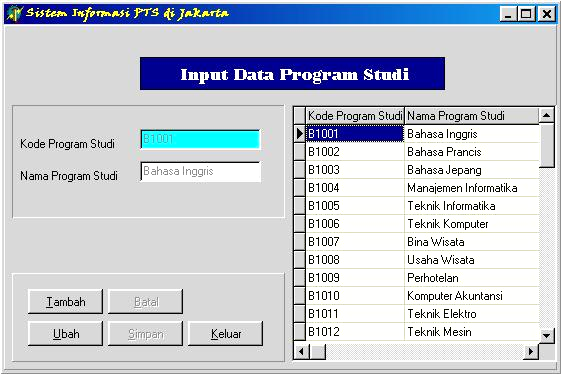 Sistem Informasi PTS di Jakarta
Input Data Program Studi
Kode Program Studi B1001
Nama Program Studi Bahasa Inggris
Tambah Batal
Ubah Simpan Keluar
Kode Program Studi Nama Program Studi
B1001 Bahasa Inggris
B1002 Bahasa Prancis
B1003 Bahasa Jepang
B1004 Manajemen Informatika
B1005 Teknik Informatika
B1006 Teknik Komputer
B1007 Bina Wisata
B1008 Usaha Wisata
B1009 Perhotelan
B1010 Komputer Akuntansi
B1011 Teknik Elektro
B1012 Teknik Mesin